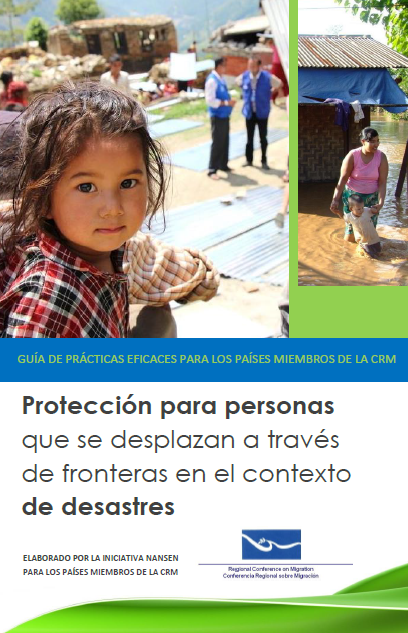 GUÍA DE PRÁCTICAS EFICACES PARA LOS PAÍSES MIEMBROS DE LA CRM
Protección para personas
que se desplazan a través
de fronteras en el contexto
de desastres
ELABORADO POR LA INICIATIVA NANSEN
PARA LOS PAÍSES MIEMBROS DE LA CRM
Regional Conference on Migration
Conferencia Regional sobre Migración